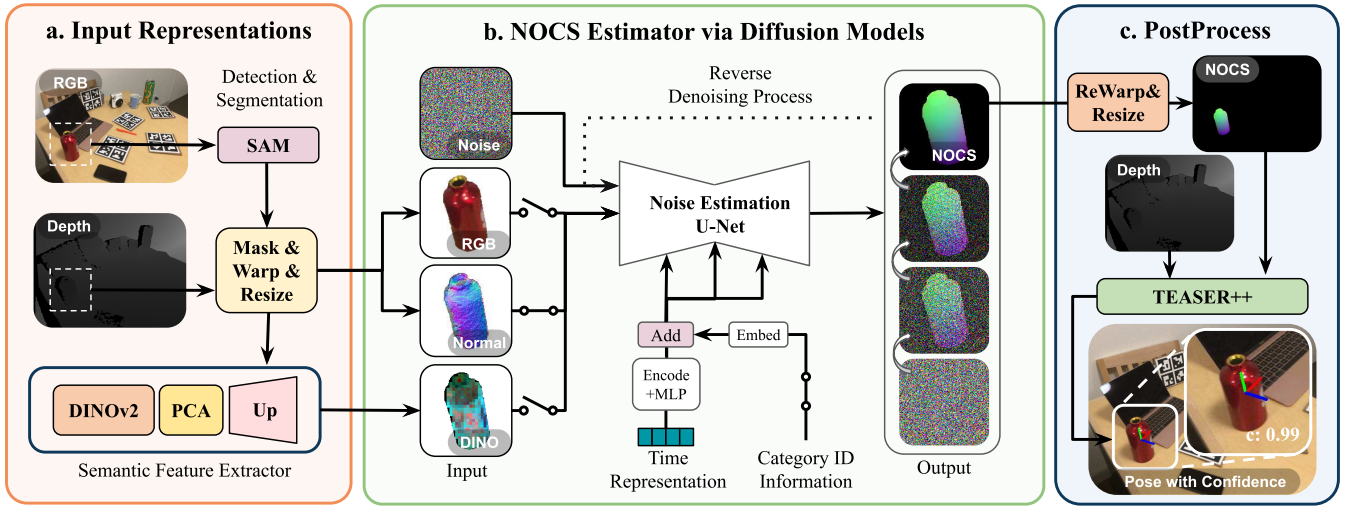 a. Input Representations
RGB
Detection &
Segmentation
SAM
Depth
Mask &
Warp &
Resize
DINOv2
PCA
Up
Semantic Feature Extractor
b. NOCS Estimator via Diffusion Models
Noise
RGB
Normal
DINO
Input
Reverse
Denoising Process
Noise Estimation
U-Net
Add
Embed
Encode
+MLP
Time
Representation
Category ID
Information
NOCS
Output
c. PostProcess
ReWarp&
Resize
NOCS
Depth
TEASER++
c: 0.99
Pose with Confidence